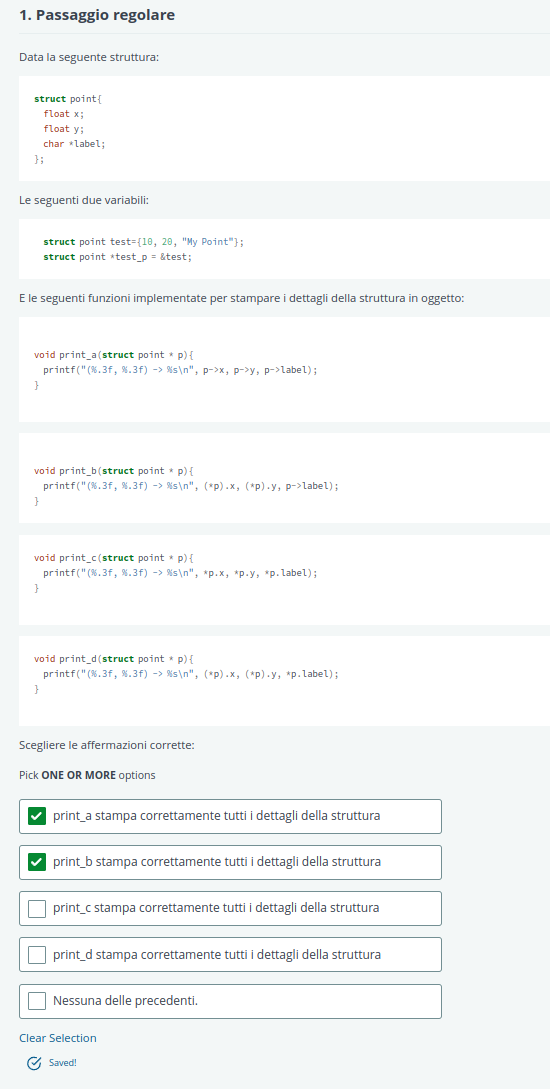 1. Passaggio regolare
Data la seguente struttura:
struct point{
float x;
float y;
char *label;
};
Le seguenti due variabili:
struct point test={10, 20, "My Point"};
struct point *test_p = &test;
E le seguenti funzioni implementate per stampare i dettagli della struttura in oggetto:
void print_a(struct point * p){
printf("(%.3f, %.3f) -> %s\n", p->x, p->y, p->label);
}
void print_b(struct point * p){
printf("(%.3f, %.3f) -> %s\n", (*p).x, (*p).y, p->label);
}
void print_c(struct point * p){
printf("(%.3f, %.3f) -> %s\n", *p.x, *p.y, *p.label);
}
void print_d(struct point * p){
printf("(%.3f, %.3f) -> %s\n", (*p).x, (*p).y, *p.label);
}
Scegliere le affermazioni corrette:
Pick ONE OR MORE options
print_a stampa correttamente tutti i dettagli della struttura
print_b stampa correttamente tutti i dettagli della struttura
print_c stampa correttamente tutti i dettagli della struttura
print_d stampa correttamente tutti i dettagli della struttura
Nessuna delle precedenti.
Clear Selection
Saved!